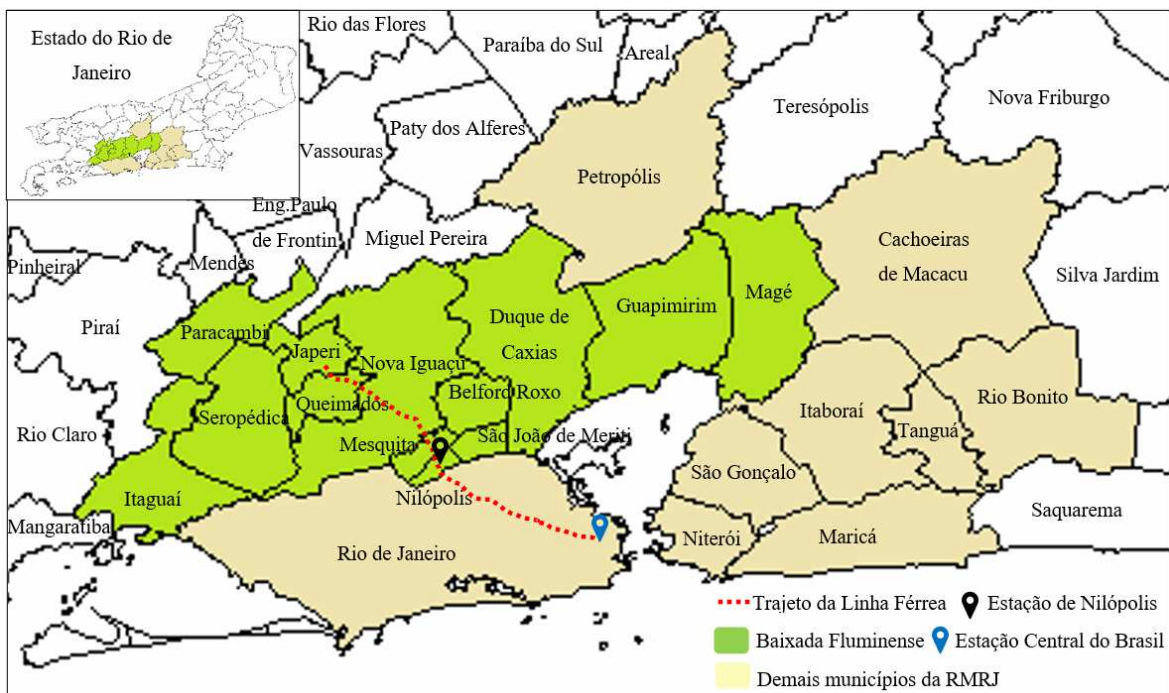 Estado do Rio de
Janeiro
Rio das Flores
Paraíba do Sul
Areal
Teresópolis
Nova Friburgo
Paty dos Alferes
Vassouras
Petropólis
Eng.Paulo
de Frontin
Miguel Pereira
Mendes
Pinheiral
Cachoeiras
de Macacu
Silva Jardim
Piraí
Paracambi
Japeri
Nova Iguaçu
Duque de
Caxias
Guapimirim
Magé
Belford Roxo
Queimados
Seropédica
Itaboraí
Rio Bonito
Tanguá
Rio Claro
Mesquita
São João de Meriti
São Gonçalo
Itaguaí
Nilópolis
Mangaratiba
Saquarema
Niterói
Maricá
Rio de Janeiro
Trajeto da Linha Férrea
Estação de Nilópolis
Baixada Fluminense
Estação Central do Brasil
Demais municípios da RMRJ